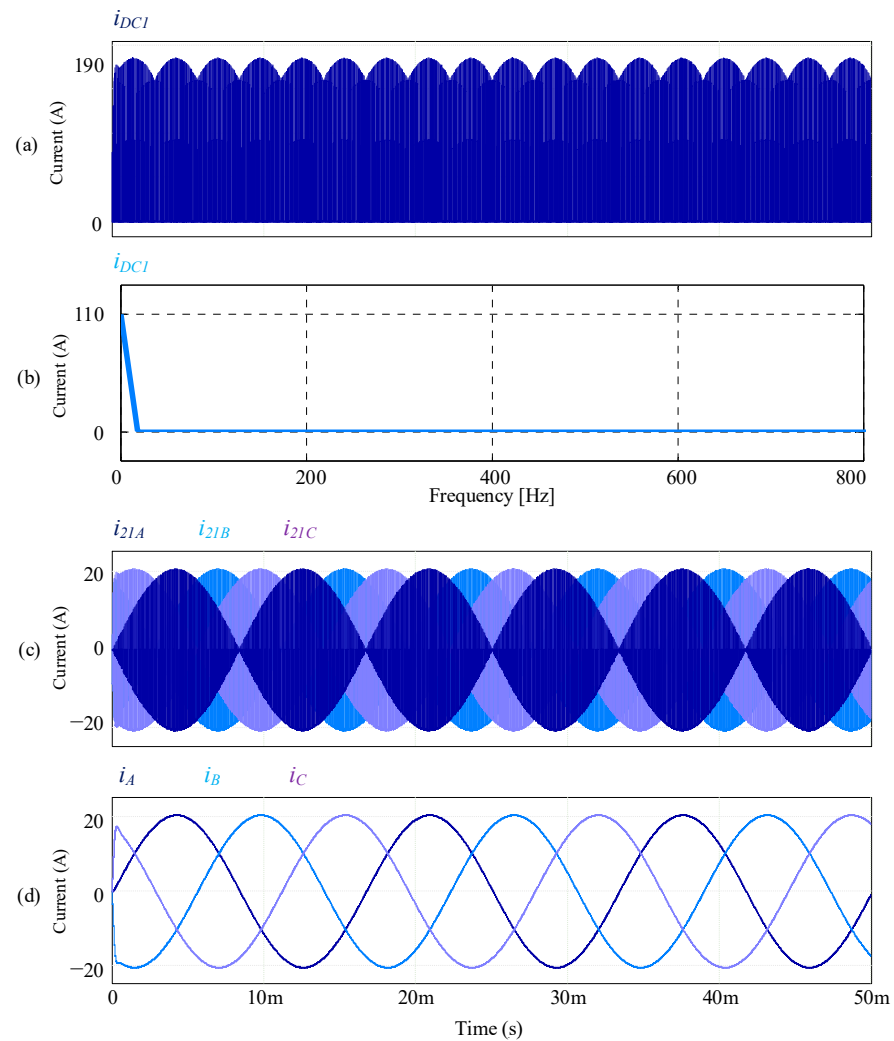 i_DC1
190
0
Current (A)
(a)
i_DC1
110
0
Current (A)
(b)
0 200 400 600 800
Frequency [Hz]
i_21A i_21B i_21C
20
0
−20
Current (A)
(c)
i_A i_B i_C
20
0
−20
Current (A)
(d)
0 10m 20m 30m 40m 50m
Time (s)